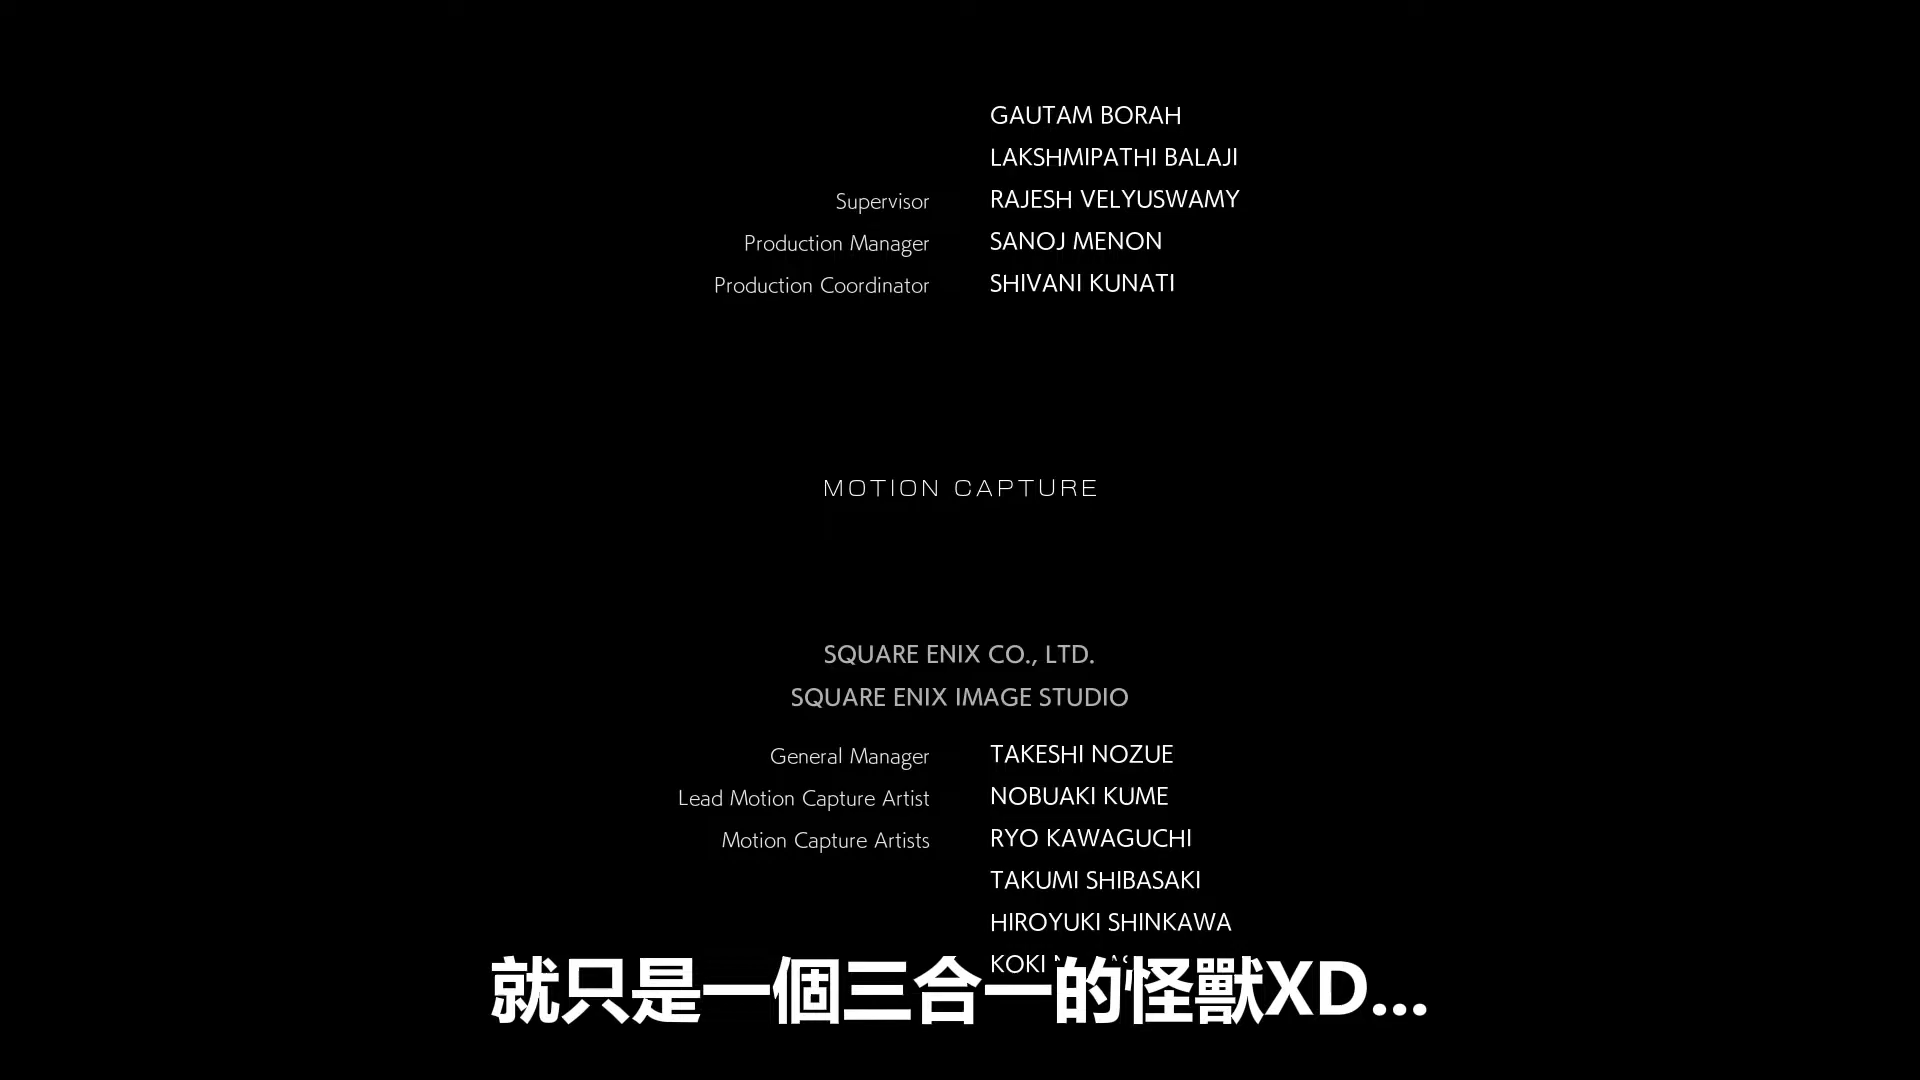 GAUTAM BORAH
LAKSHMIPATHI BALAJI
Supervisor RAJESH VELYUSWAMY
Production Manager SANOJ MENON
Production Coordinator SHIVANI KUNATI
MOTION CAPTURE
SQUARE ENIX CO., LTD.
SQUARE ENIX IMAGE STUDIO
General Manager TAKESHI NOZUE
Lead Motion Capture Artist NOBUAKI KUME
Motion Capture Artists RYO KAWAGUCHI
TAKUMI SHIBASAKI
HIROYUKI SHINKAWA
KOKI
就只是一個三合一的怪獸XD...